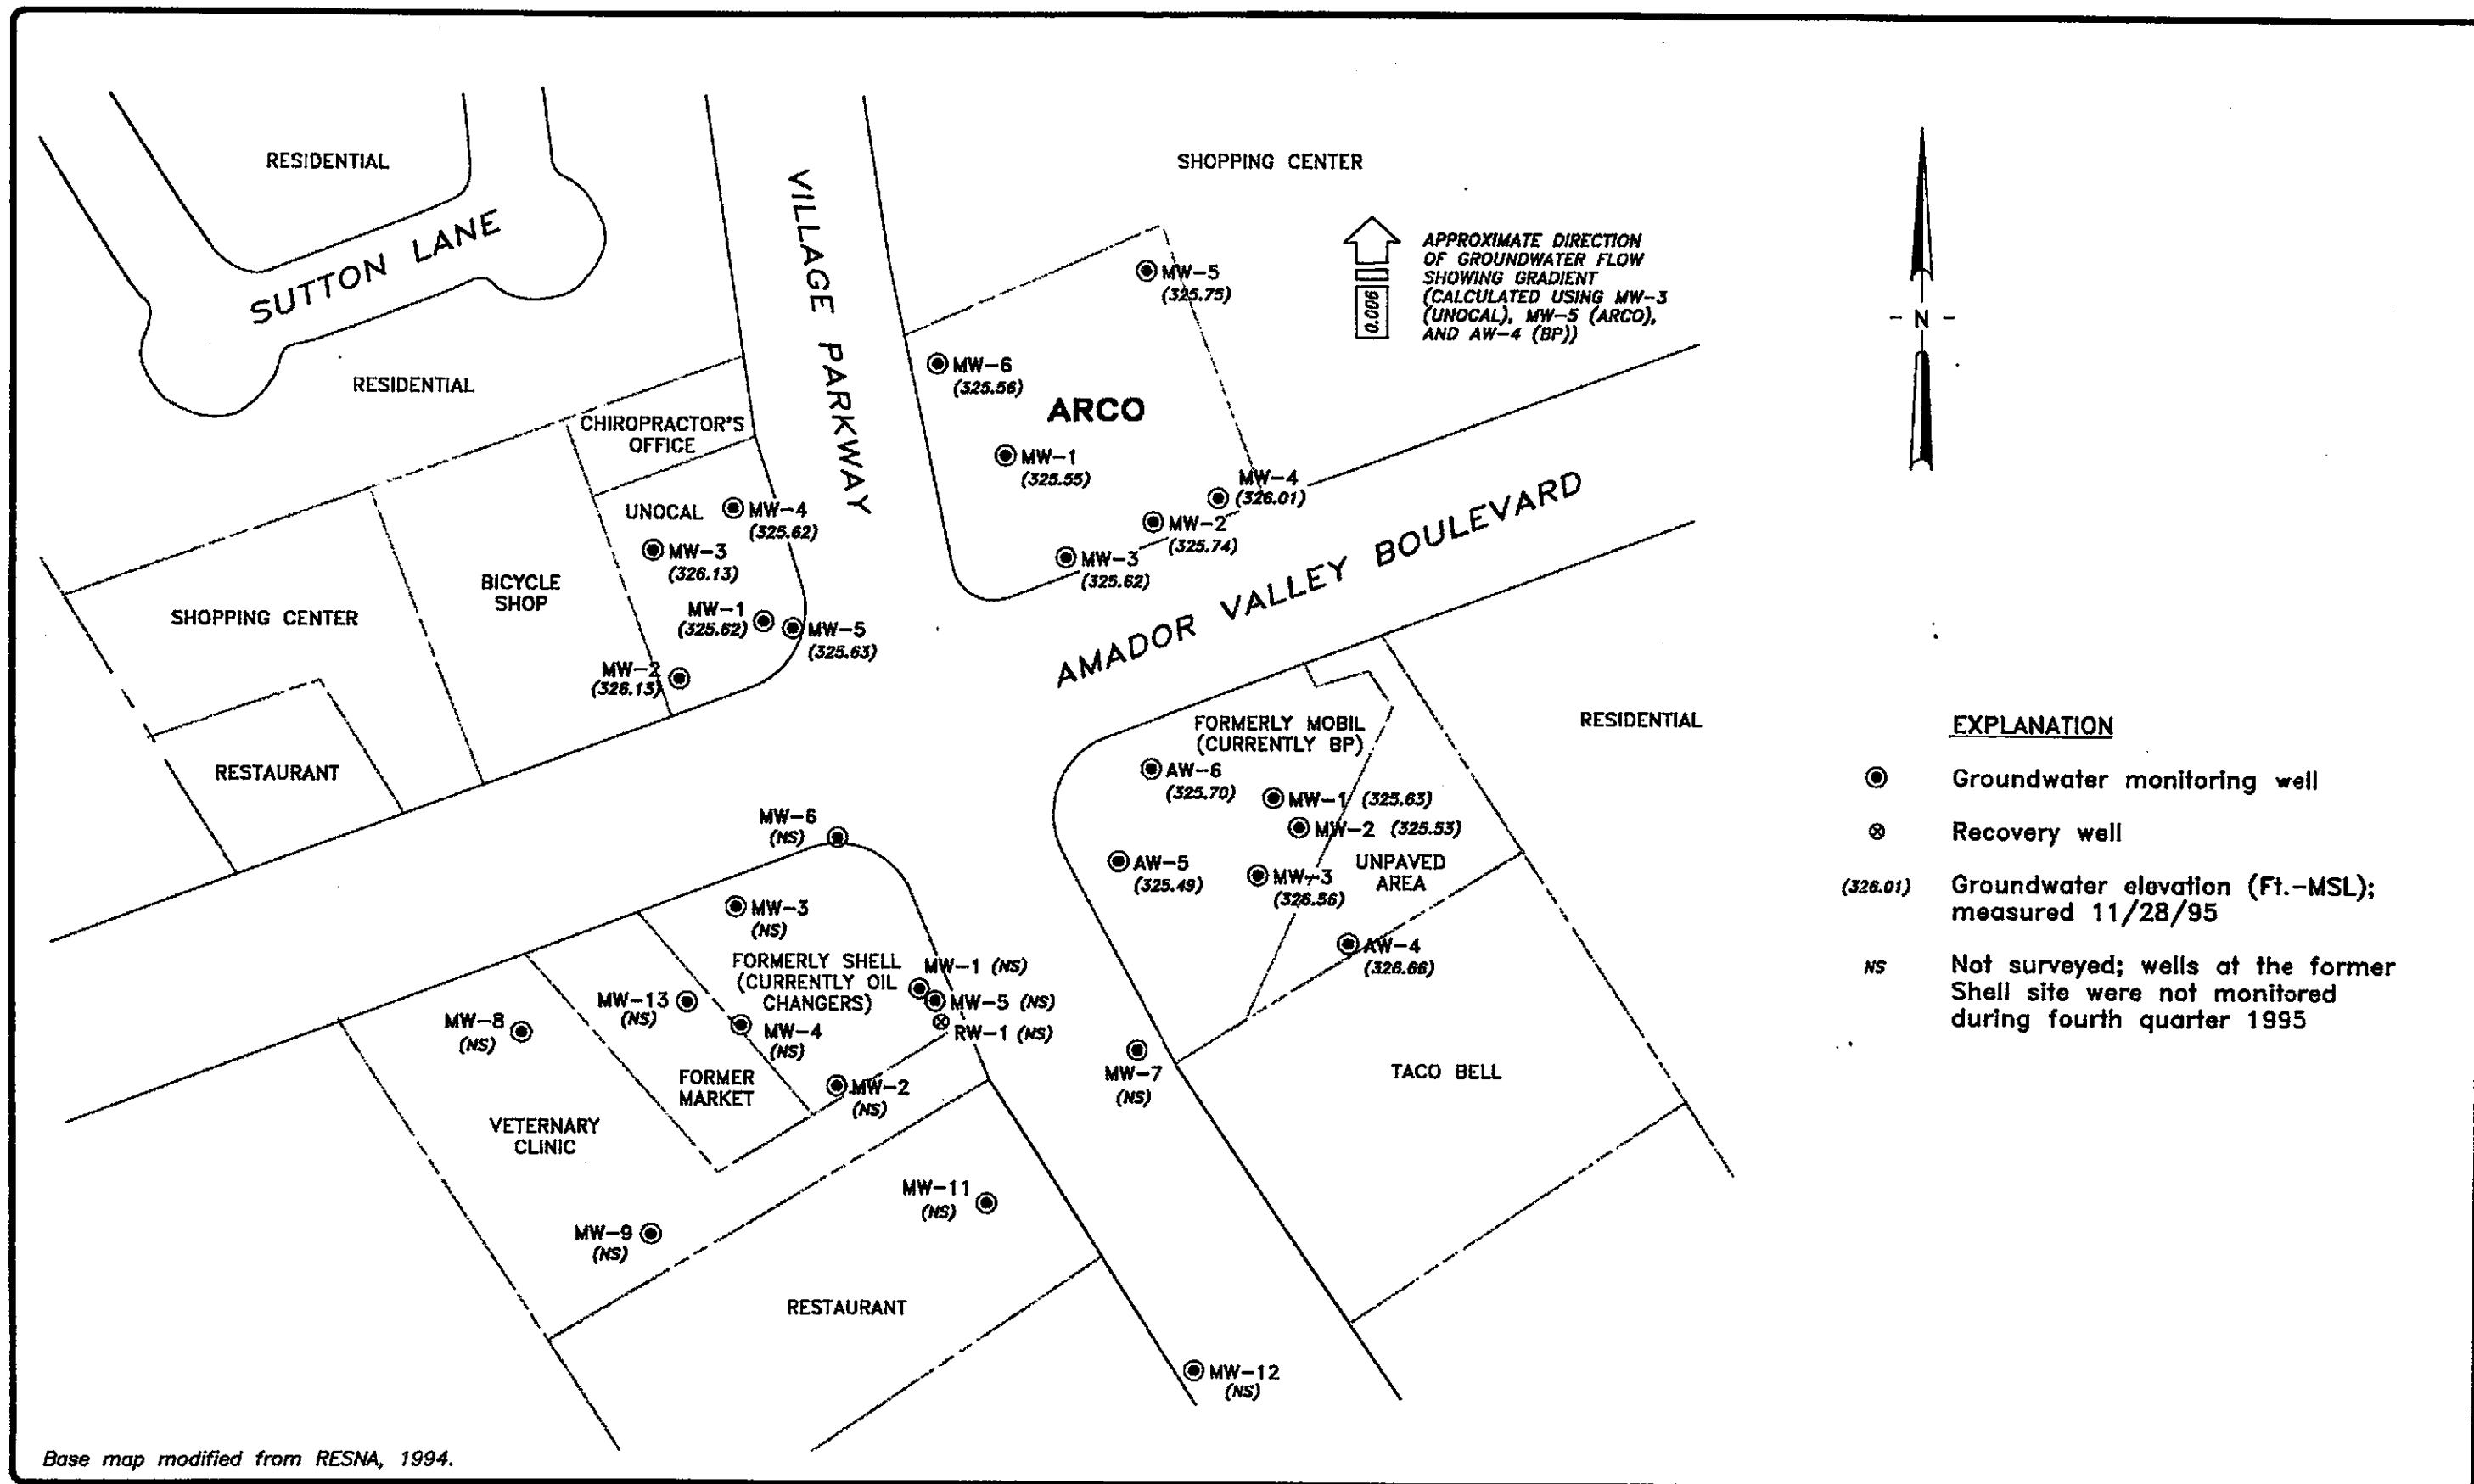 RESIDENTIAL
SUTTON LANE
RESIDENTIAL
VILLAGE PARKWAY
SHOPPING CENTER
APPROXIMATE DIRECTION
OF GROUNDWATER FLOW
SHOWING GRADIENT
(CALCULATED USING MW-3
(UNOCAL), MW-5 (ARCO),
AND AW-4 (BP))
0.006
N
MW-5
(325.75)
MW-6
(325.56)
ARCO
MW-1
(325.55)
MW-4
(326.01)
MW-2
(325.74)
MW-3
(325.62)
AMADOR VALLEY BOULEVARD
CHIROPRACTOR'S
OFFICE
UNOCAL
MW-4
(325.62)
MW-3
(326.13)
BICYCLE
SHOP
MW-1
(325.62)
MW-5
(325.63)
MW-2
(326.13)
SHOPPING CENTER
RESTAURANT
FORMERLY MOBIL
(CURRENTLY BP)
RESIDENTIAL
AW-6
(325.70)
MW-1 (325.63)
MW-2 (325.53)
AW-5
(325.49)
MW-3
(326.56)
UNPAVED
AREA
AW-4
(326.66)
MW-6
(NS)
MW-3
(NS)
FORMERLY SHELL
(CURRENTLY OIL
CHANGERS)
MW-1 (NS)
MW-5 (NS)
RW-1 (NS)
MW-13
(NS)
MW-4
(NS)
MW-8
(NS)
FORMER
MARKET
MW-2
(NS)
MW-7
(NS)
TACO BELL
VETERNARY
CLINIC
MW-11
(NS)
MW-9
(NS)
RESTAURANT
MW-12
(NS)
EXPLANATION
Groundwater monitoring well
Recovery well
(326.01) Groundwater elevation (Ft.-MSL);
measured 11/28/95
NS Not surveyed; wells at the former
Shell site were not monitored
during fourth quarter 1995
Base map modified from RESNA, 1994.